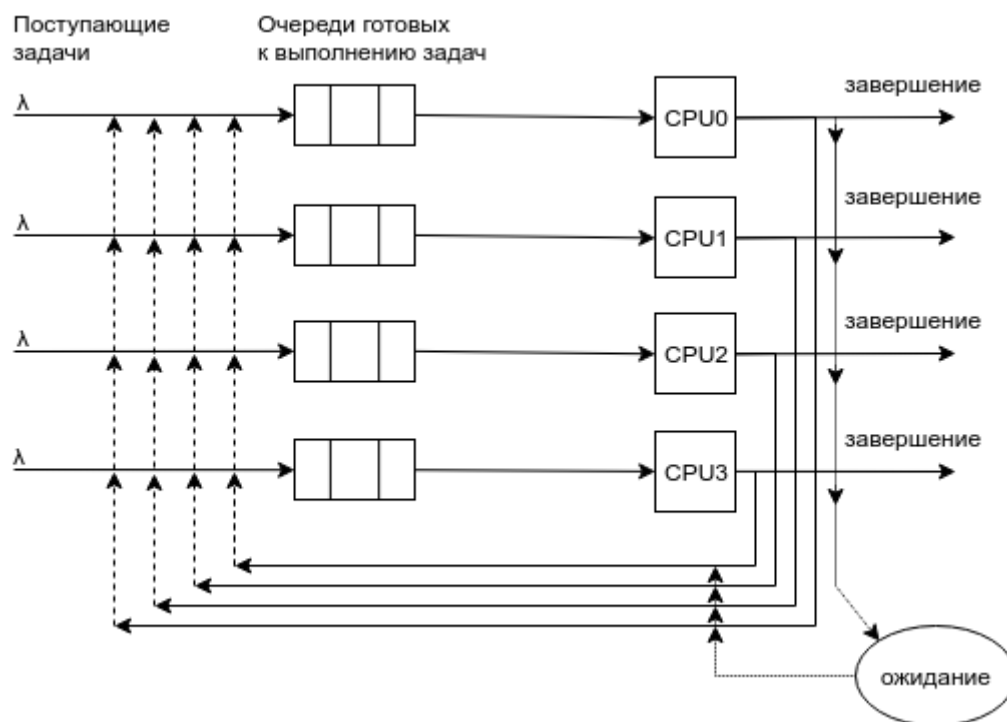 Поступающие
задачи
Очереди готовых
к выполнению задач
λ
CPU0
завершение
λ
CPU1
завершение
λ
CPU2
завершение
λ
CPU3
завершение
ожидание